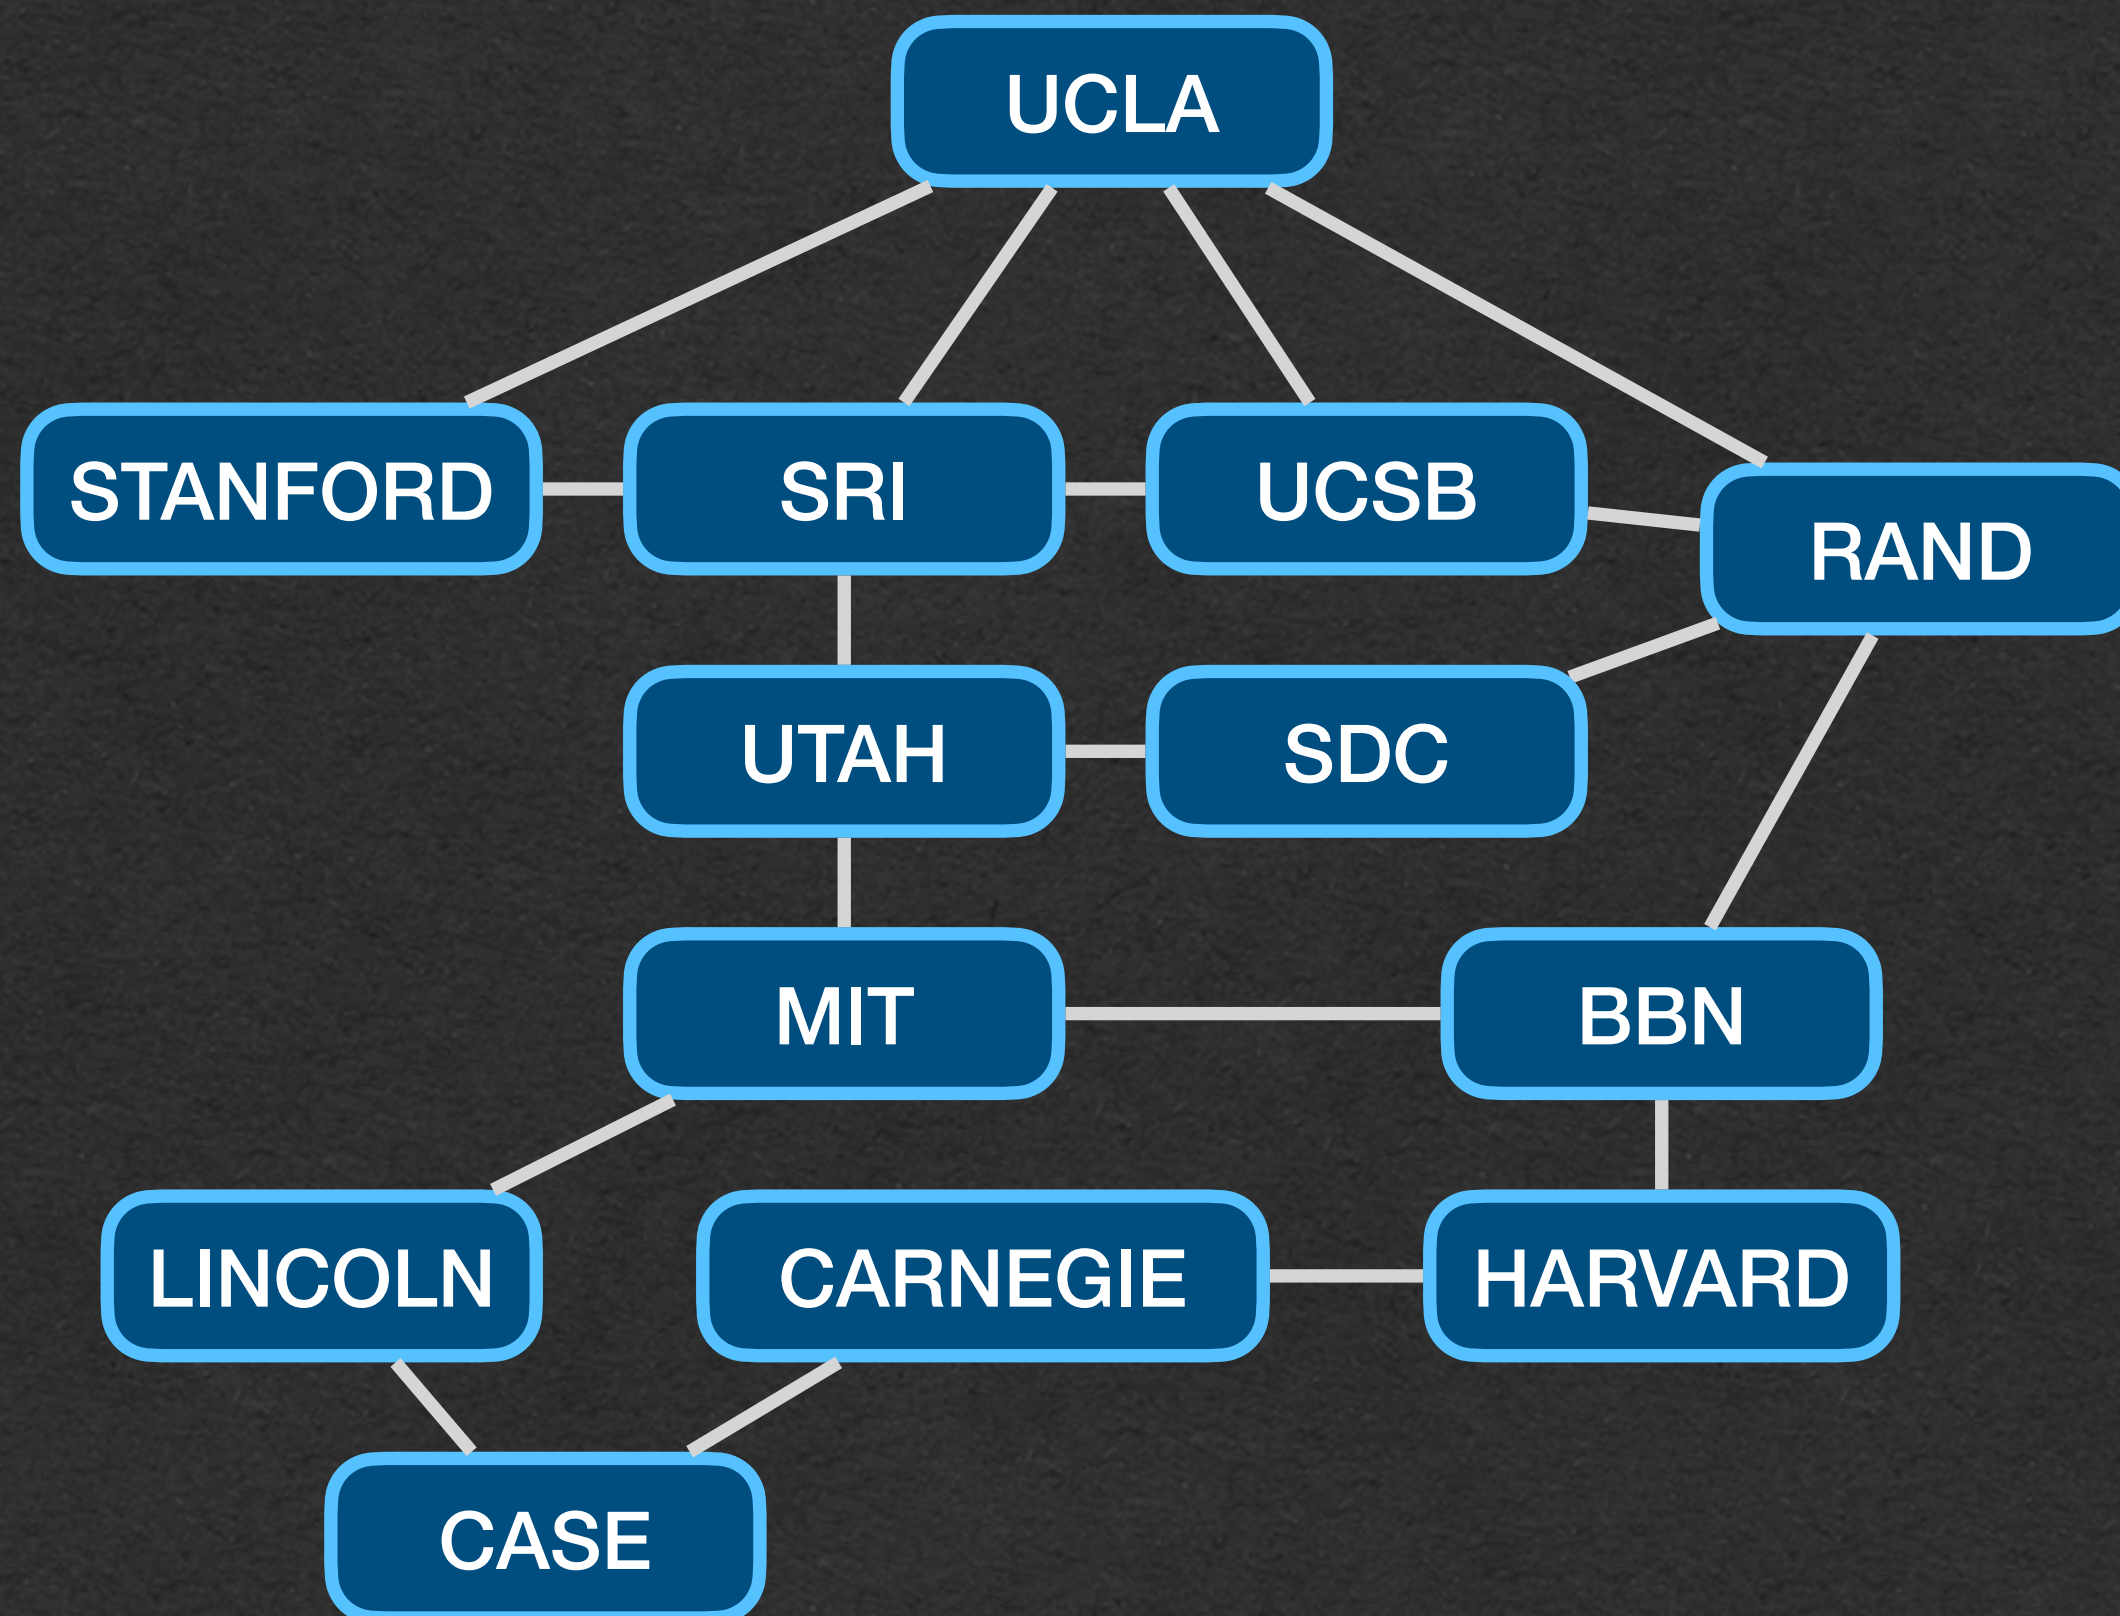 UCLA
STANFORD
SRI
UCSB
RAND
UTAH
SDC
MIT
BBN
LINCOLN
CARNEGIE
HARVARD
CASE